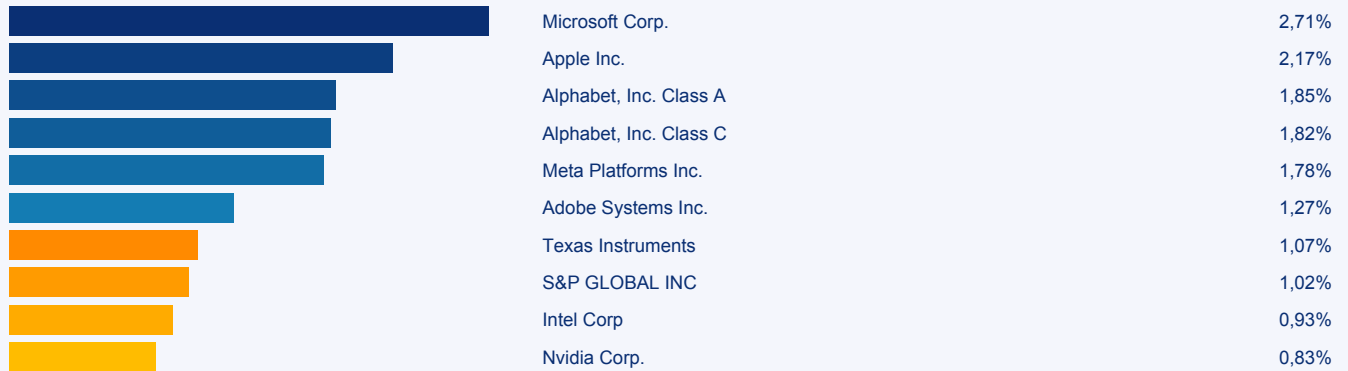 Microsoft Corp. 2,71%
Apple Inc. 2,17%
Alphabet, Inc. Class A 1,85%
Alphabet, Inc. Class C 1,82%
Meta Platforms Inc. 1,78%
Adobe Systems Inc. 1,27%
Texas Instruments 1,07%
S&P GLOBAL INC 1,02%
Intel Corp 0,93%
Nvidia Corp. 0,83%